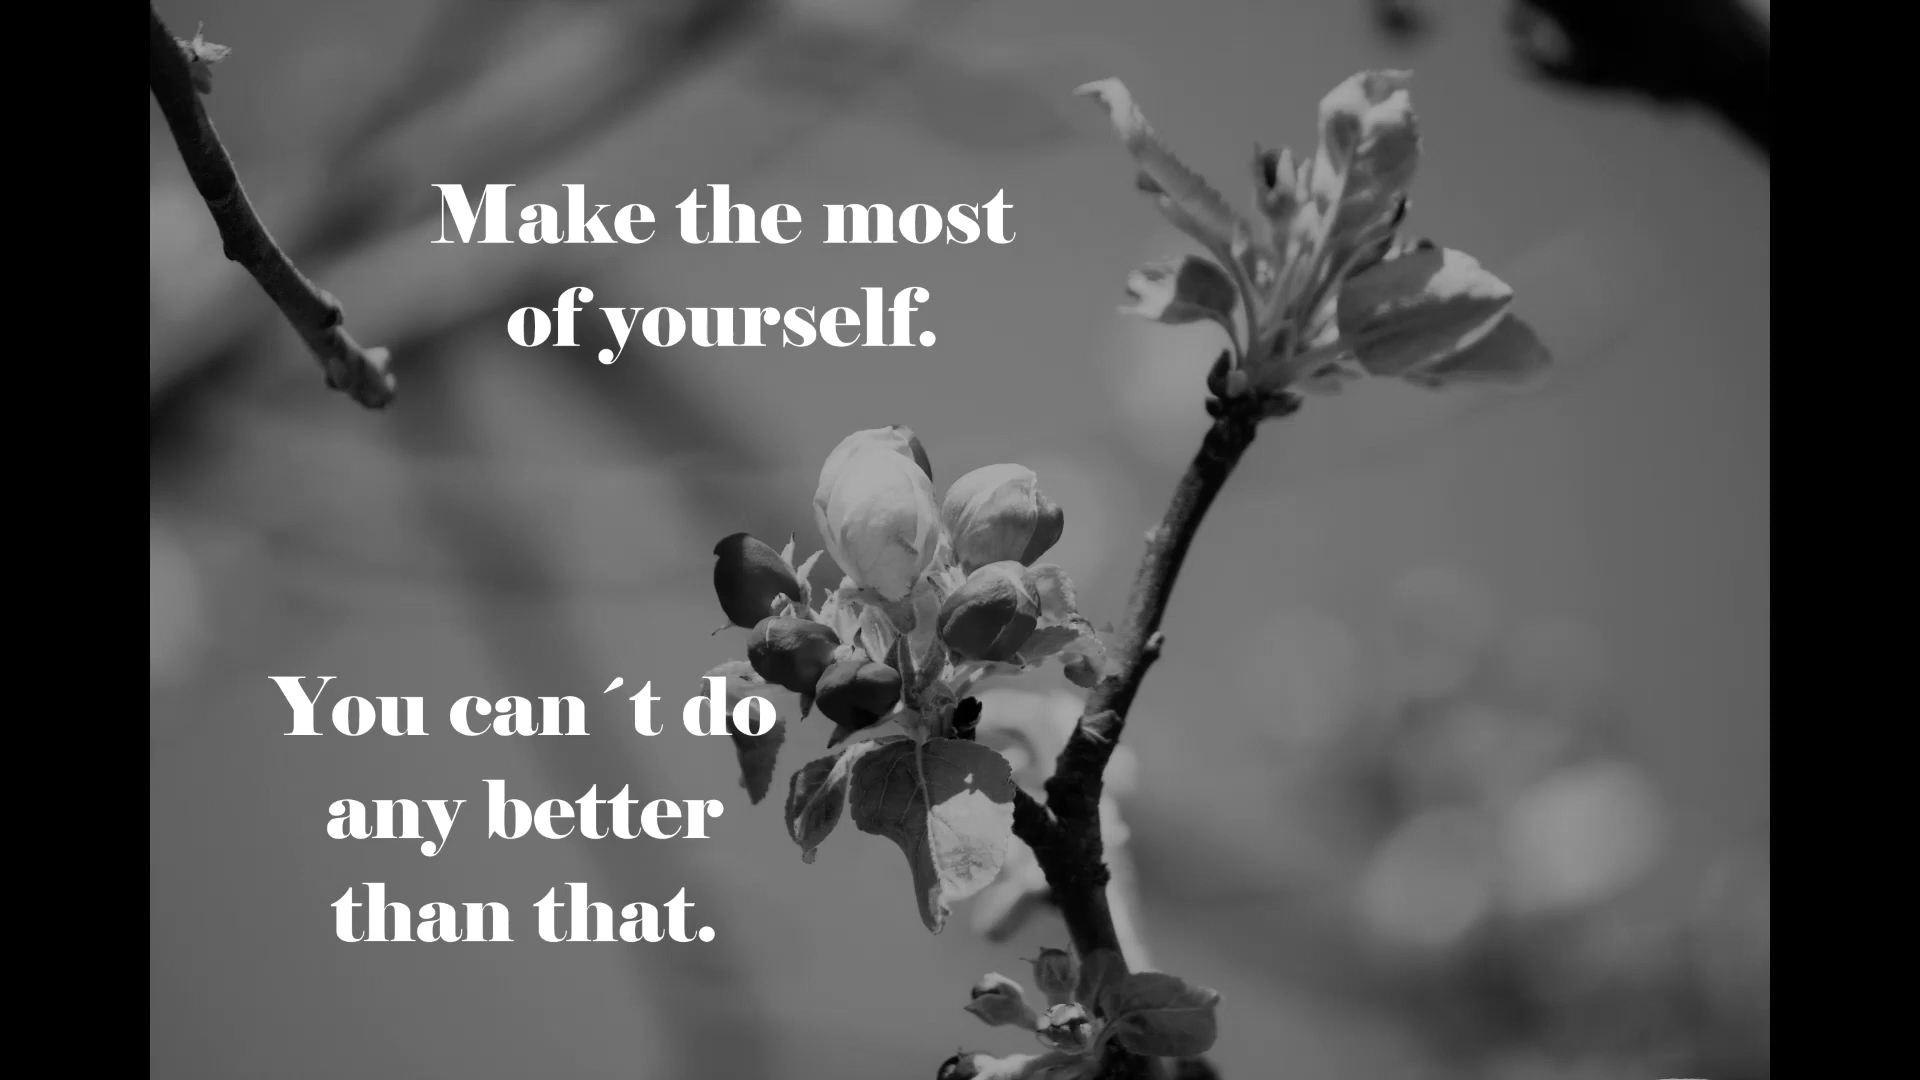 Make the most
of yourself.
You can´t do
any better
than that.